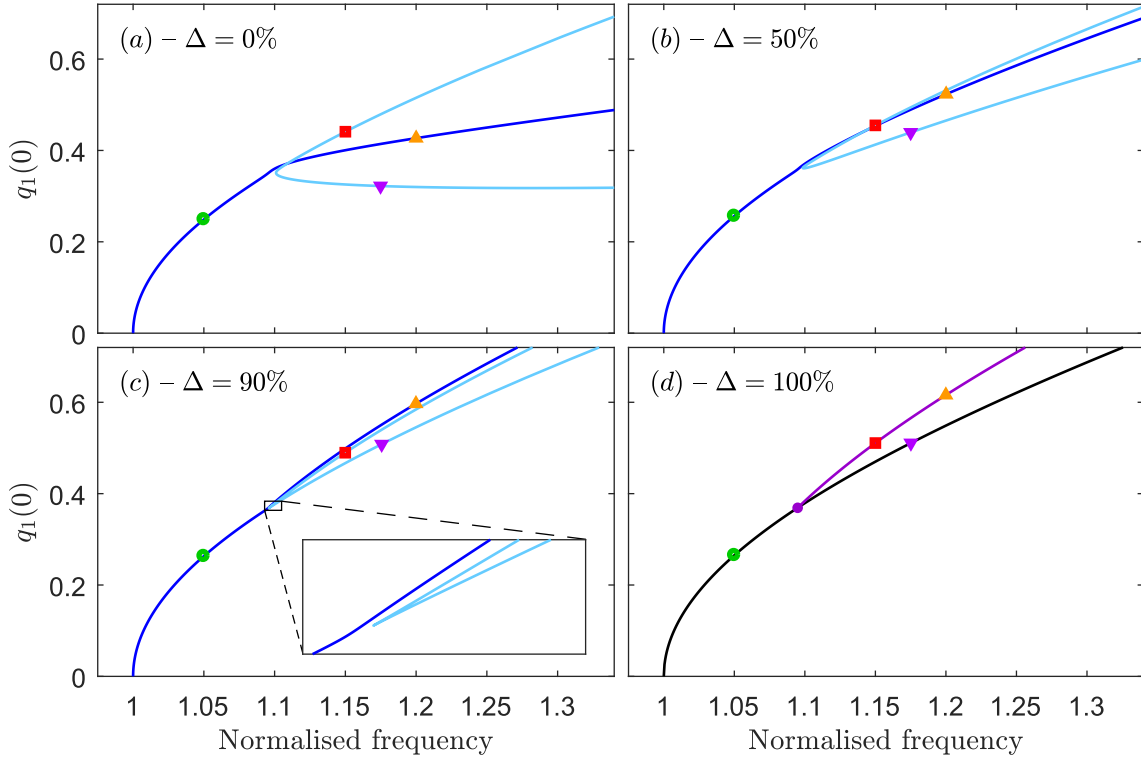 (a) – Δ = 0%
(b) – Δ = 50%
0.6
0.4
0.2
0
q₁(0)
(c) – Δ = 90%
(d) – Δ = 100%
0.6
0.4
0.2
0
q₁(0)
1 1.05 1.1 1.15 1.2 1.25 1.3
1 1.05 1.1 1.15 1.2 1.25 1.3
Normalised frequency
Normalised frequency